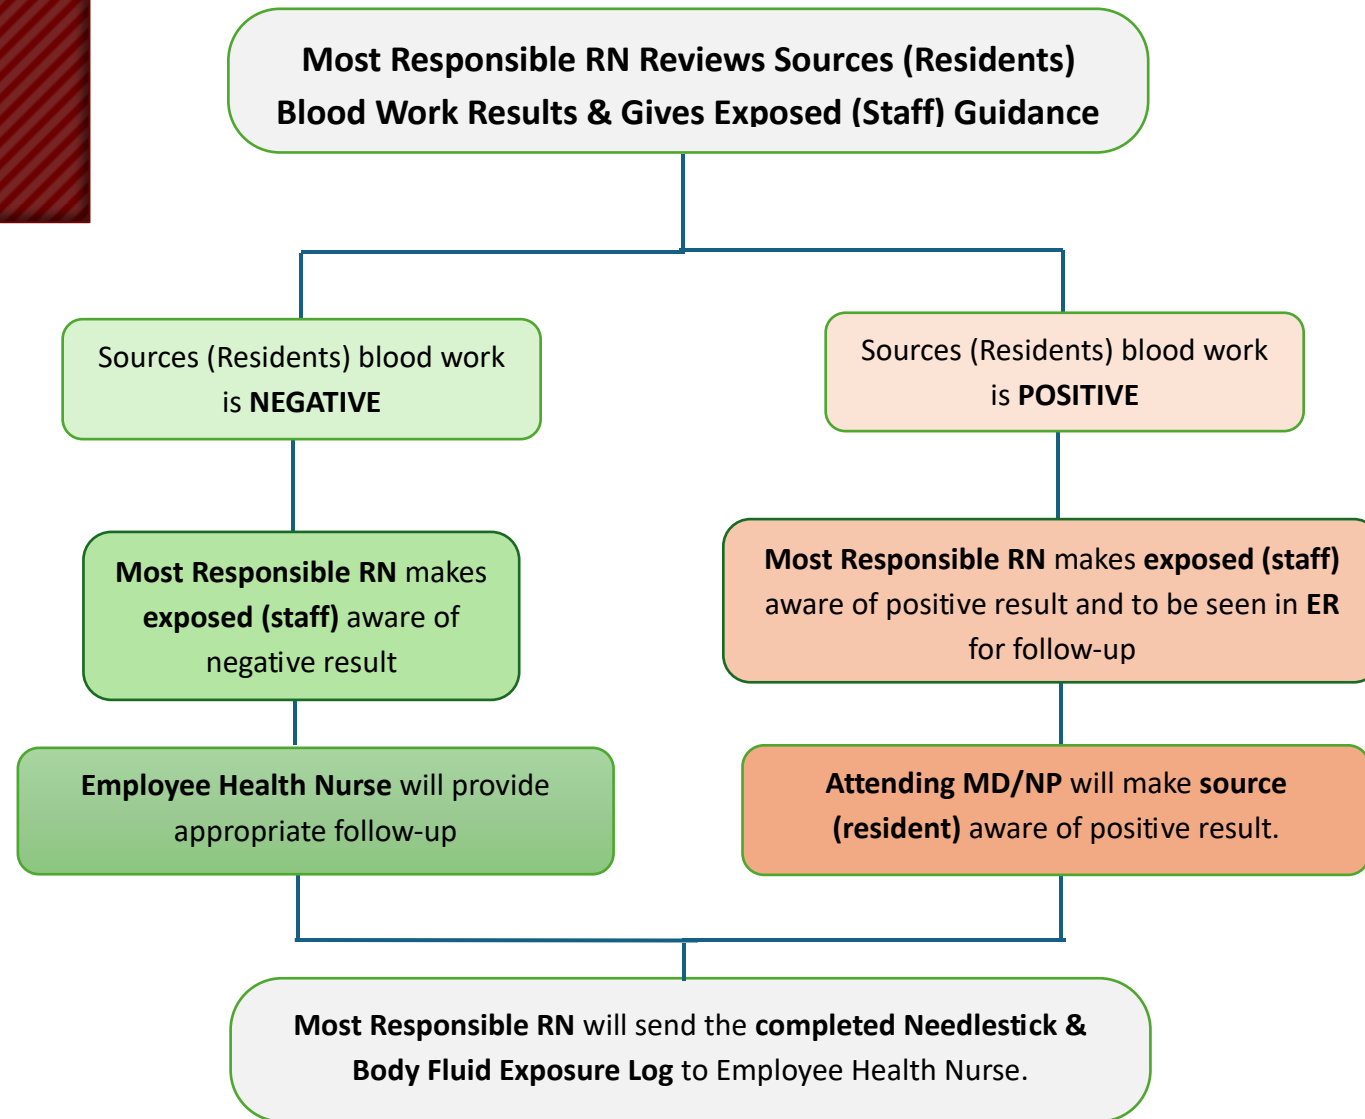 Most Responsible RN Reviews Sources (Residents)
Blood Work Results & Gives Exposed (Staff) Guidance
Sources (Residents) blood work
is NEGATIVE
Sources (Residents) blood work
is POSITIVE
Most Responsible RN makes
exposed (staff) aware of
negative result
Most Responsible RN makes exposed (staff)
aware of positive result and to be seen in ER
for follow-up
Employee Health Nurse will provide
appropriate follow-up
Attending MD/NP will make source
(resident) aware of positive result.
Most Responsible RN will send the completed Needlestick &
Body Fluid Exposure Log to Employee Health Nurse.